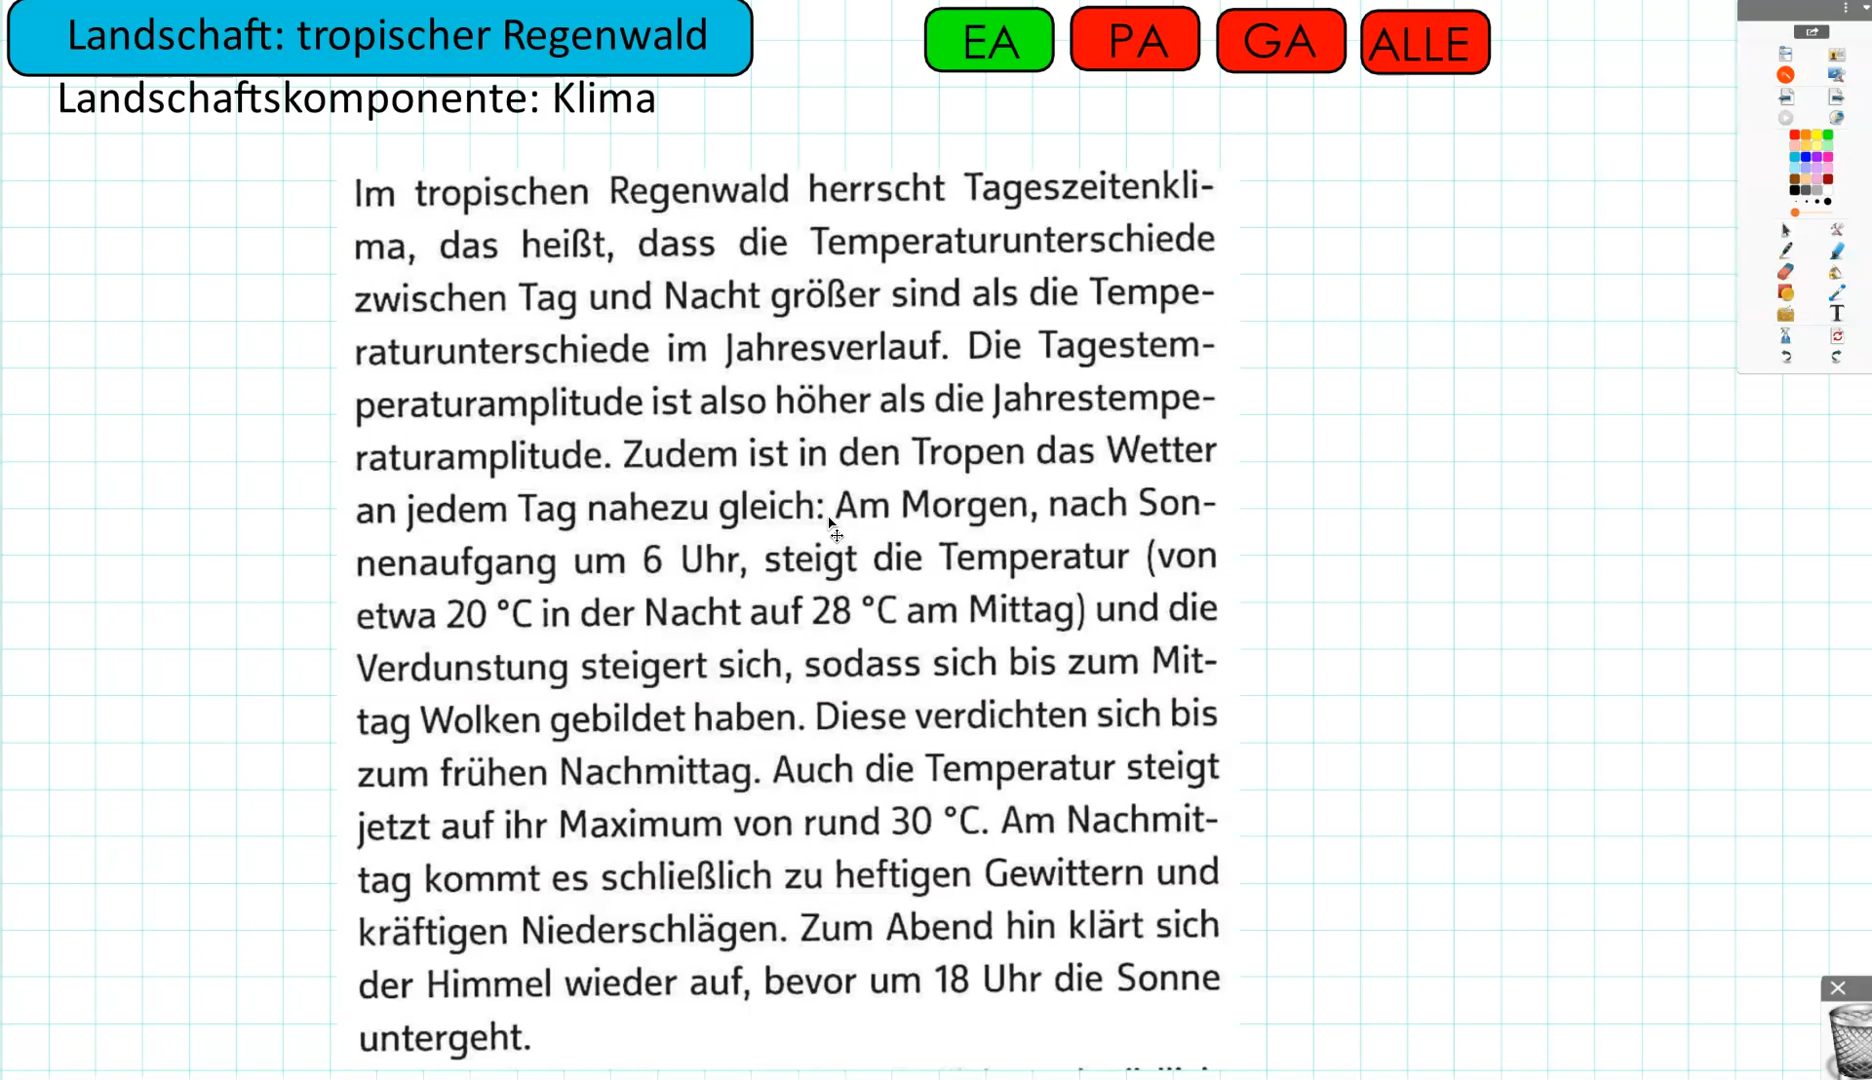 Landschaft: tropischer Regenwald
EA PA GA ALLE
Landschaftskomponente: Klima
Im tropischen Regenwald herrscht Tageszeitenkli-
ma, das heißt, dass die Temperaturunterschiede
zwischen Tag und Nacht größer sind als die Tempe-
raturunterschiede im Jahresverlauf. Die Tagestem-
peraturamplitude ist also höher als die Jahrestempe-
raturamplitude. Zudem ist in den Tropen das Wetter
an jedem Tag nahezu gleich: Am Morgen, nach Son-
nenaufgang um 6 Uhr, steigt die Temperatur (von
etwa 20 °C in der Nacht auf 28 °C am Mittag) und die
Verdunstung steigert sich, sodass sich bis zum Mit-
tag Wolken gebildet haben. Diese verdichten sich bis
zum frühen Nachmittag. Auch die Temperatur steigt
jetzt auf ihr Maximum von rund 30 °C. Am Nachmit-
tag kommt es schließlich zu heftigen Gewittern und
kräftigen Niederschlägen. Zum Abend hin klärt sich
der Himmel wieder auf, bevor um 18 Uhr die Sonne
untergeht.